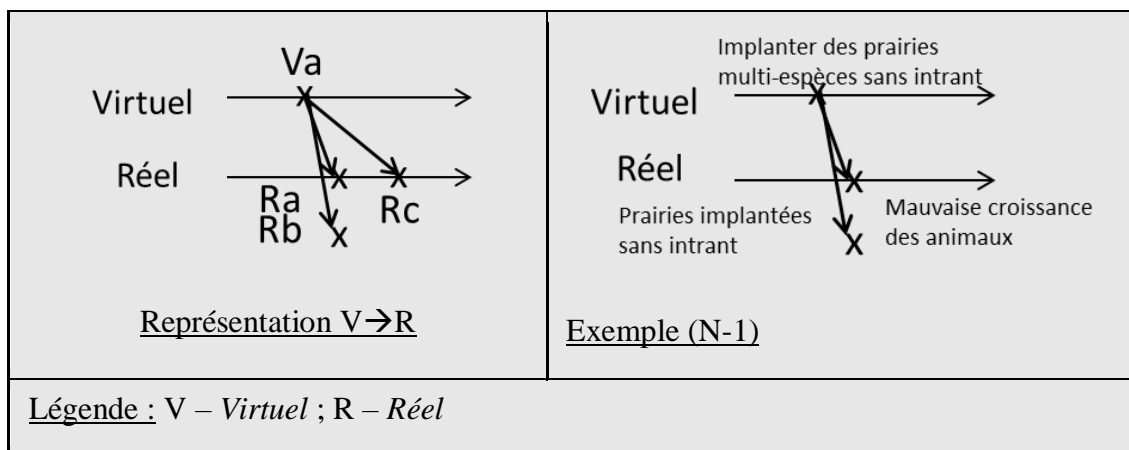 Va
Virtuel
Réel
Ra
Rb
Rc
Représentation V→R
Implanter des prairies
multi-espèces sans intrant
Virtuel
Réel
Prairies implantées
sans intrant
Mauvaise croissance
des animaux
Exemple (N-1)
Légende : V – Virtuel ; R – Réel